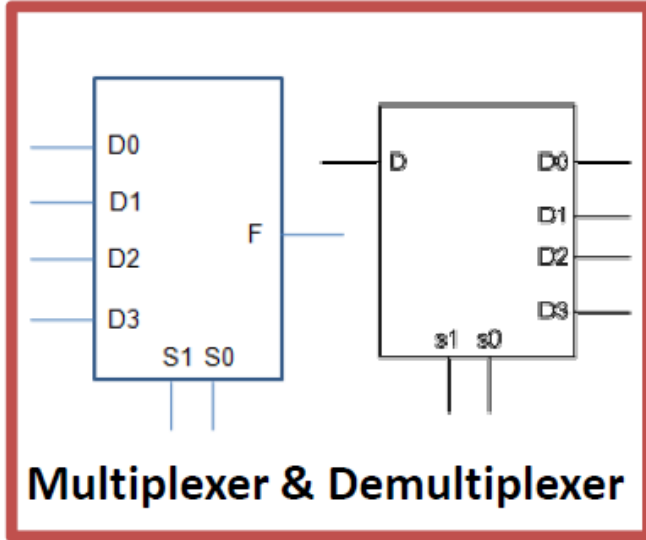 D0
D1
D2
D3
F
S1 S0
D
D0
D1
D2
D3
s1 s0
Multiplexer & Demultiplexer